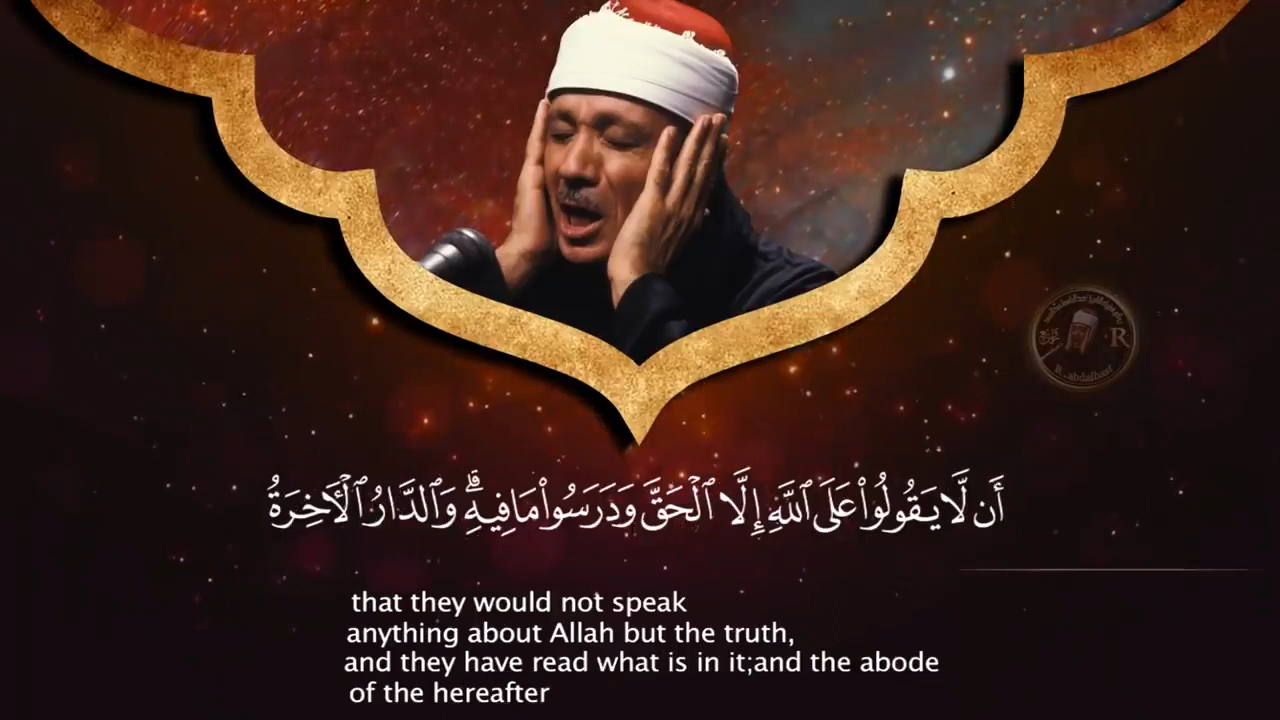 أَن لَّا يَقُولُوا۟ عَلَى ٱللَّهِ إِلَّا ٱلْحَقَّ وَدَرَسُوا۟ مَا فِيهِ ۗ وَٱلدَّارُ ٱلْـَٔاخِرَةُ
that they would not speak
anything about Allah but the truth,
and they have read what is in it;and the abode
of the hereafter
R